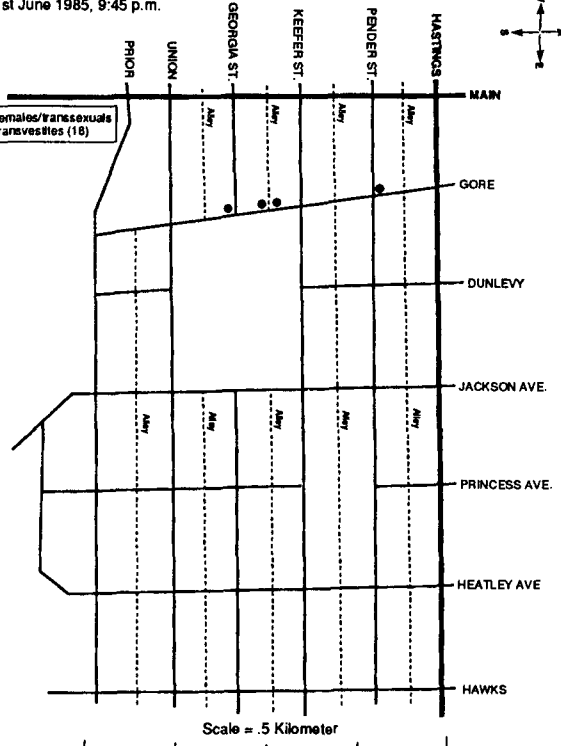 st June 1985, 9:45 p.m.
PRIOR
UNION
GEORGIA ST.
KEEFER ST.
PENDER ST.
HASTINGS
S
E
MAIN
emales/transsexuals
ransvestites (18)
Alley
Alley
Alley
Alley
GORE
DUNLEVY
JACKSON AVE.
Alley
Alley
Alley
Alley
Alley
PRINCESS AVE.
HEATLEY AVE
HAWKS
Scale = .5 Kilometer